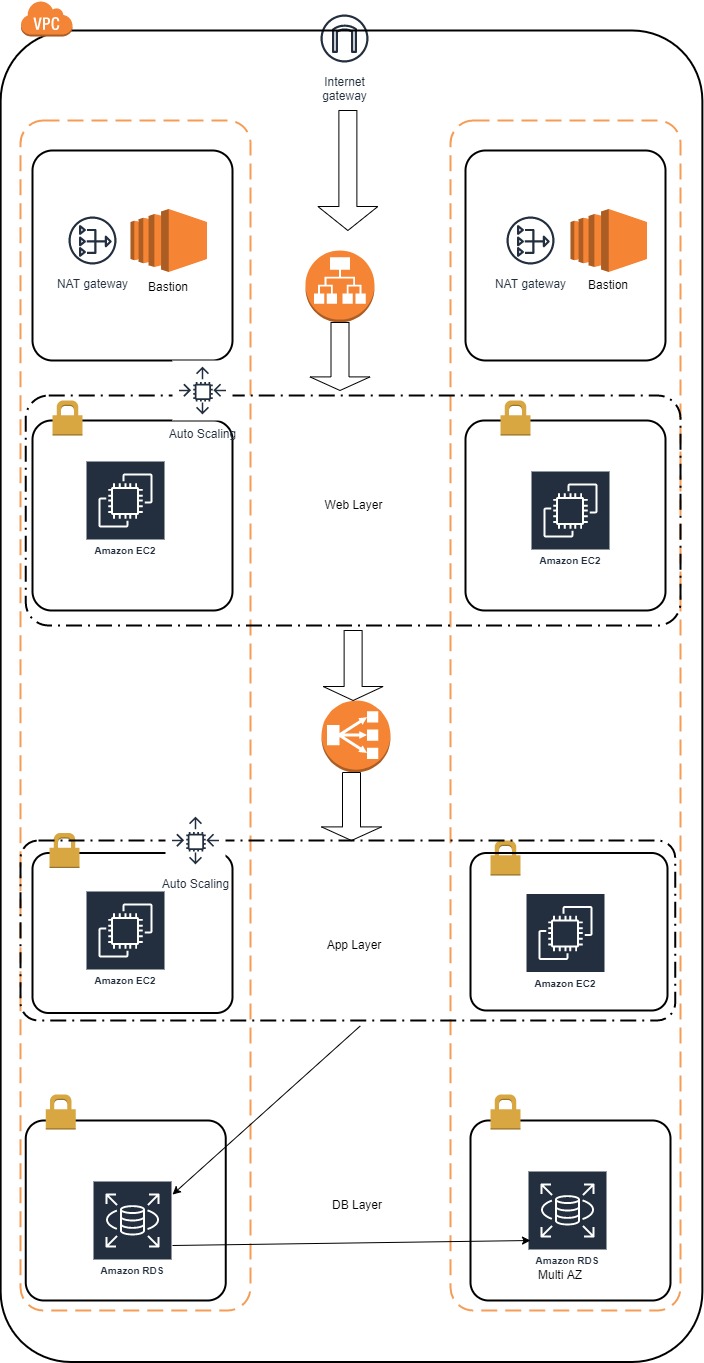 VPC
Internet
gateway
NAT gateway
Bastion
NAT gateway
Bastion
Auto Scaling
Amazon EC2
Web Layer
Amazon EC2
Auto Scaling
Amazon EC2
App Layer
Amazon EC2
Amazon RDS
DB Layer
Amazon RDS
Multi AZ